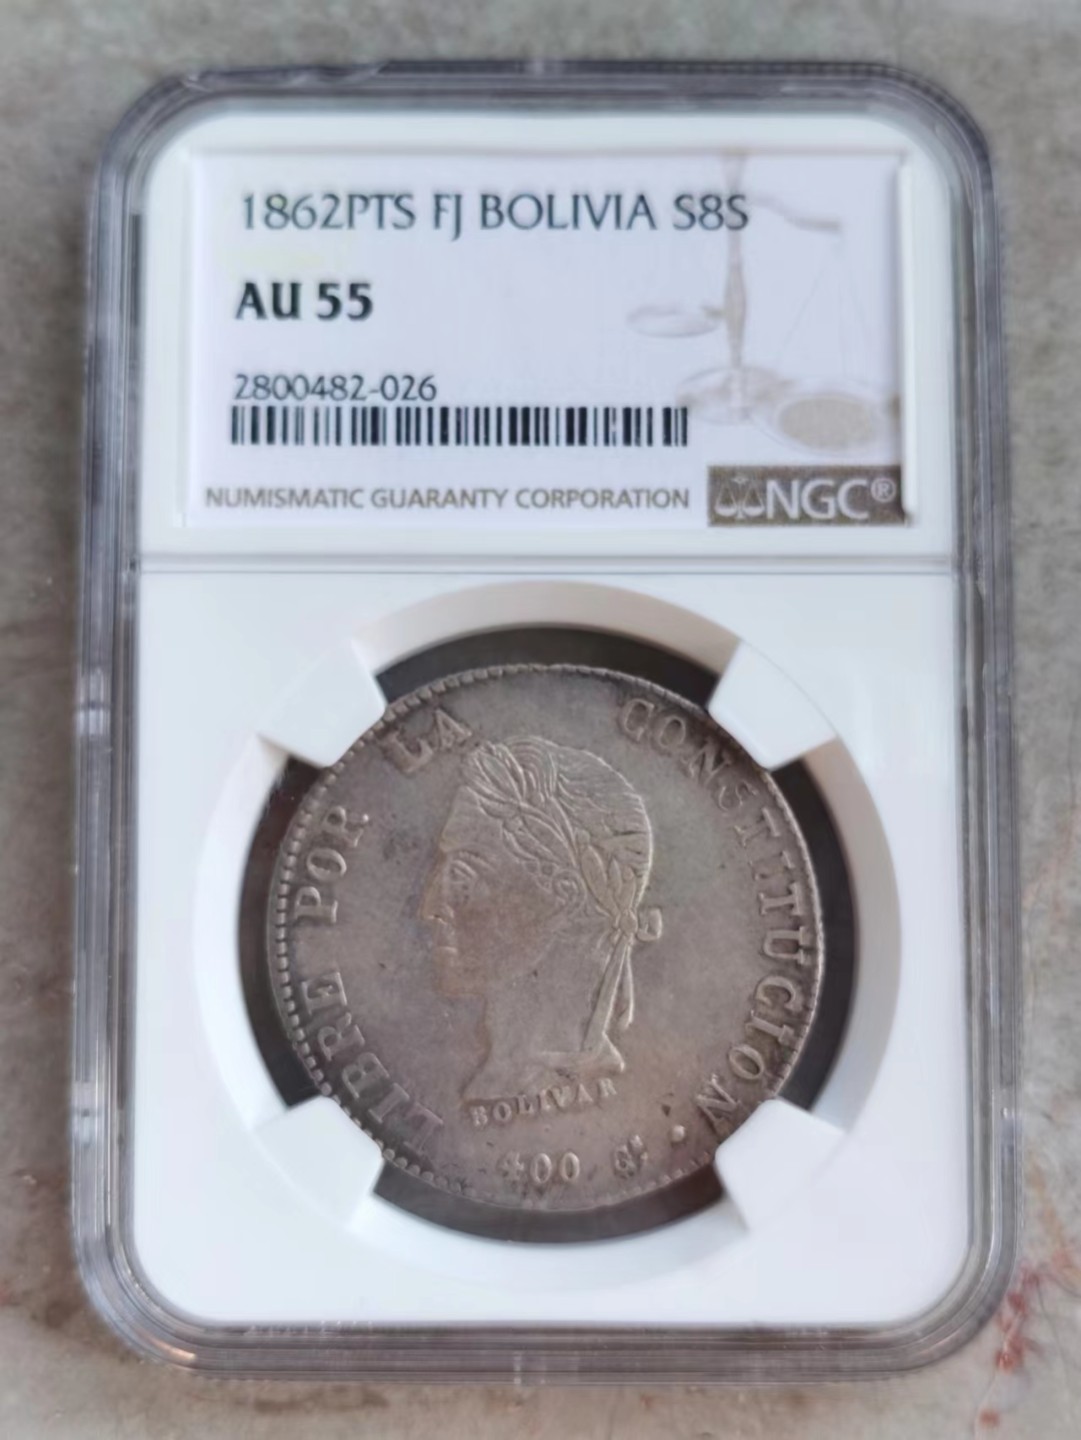 1862PTS FJ BOLIVIA S8S
AU 55
2800482-026
NUMISMATIC GUARANTY CORPORATION
NGC®
LIBRE POR LA CONSTITUCION
BOLIVAR
400 Gs.